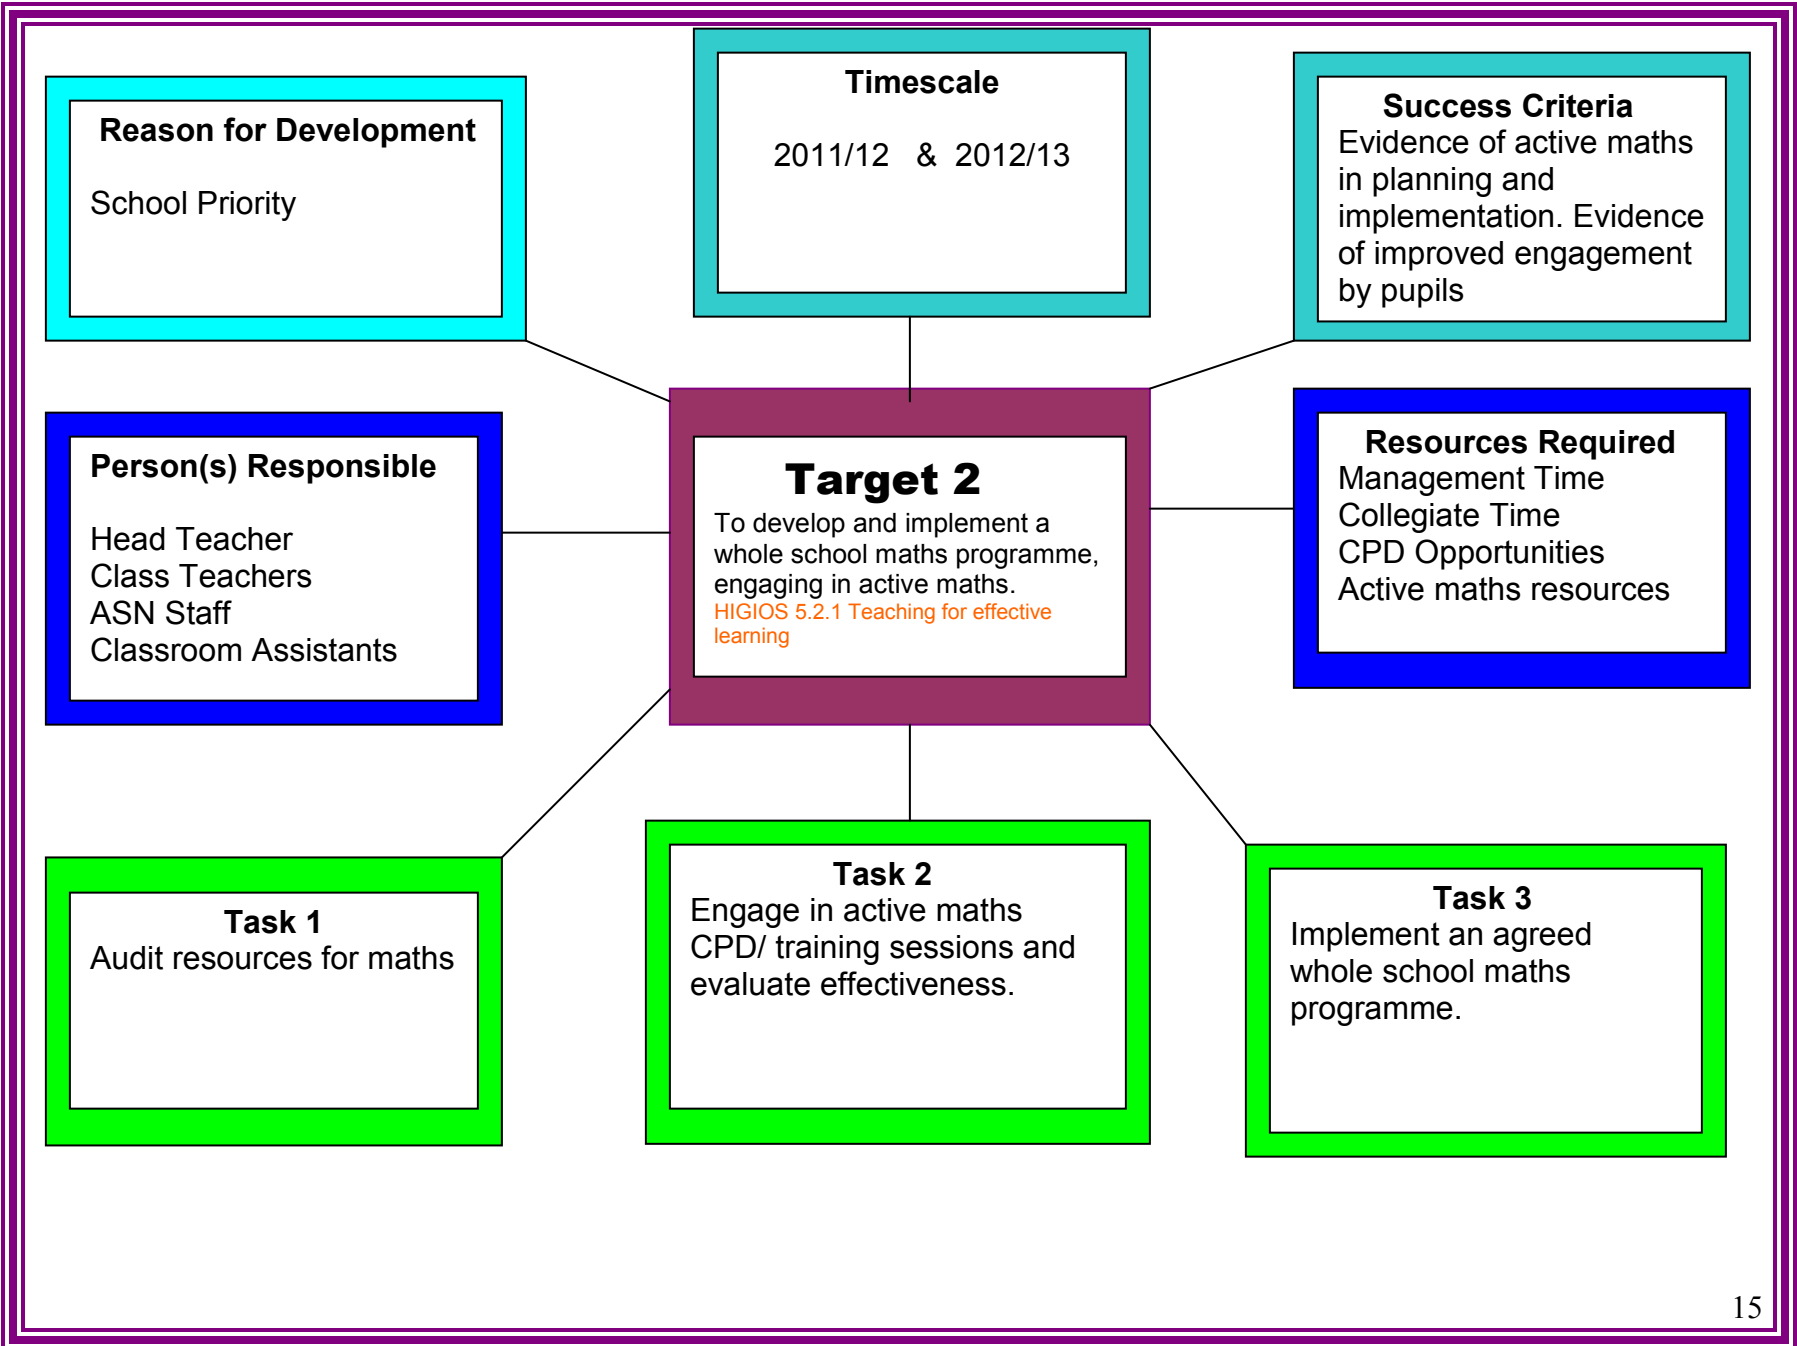 Reason for Development
School Priority
Timescale
2011/12 & 2012/13
Success Criteria
Evidence of active maths
in planning and
implementation. Evidence
of improved engagement
by pupils
Person(s) Responsible
Head Teacher
Class Teachers
ASN Staff
Classroom Assistants
Target 2
To develop and implement a
whole school maths programme,
engaging in active maths.
HIGIOS 5.2.1 Teaching for effective
learning
Resources Required
Management Time
Collegiate Time
CPD Opportunities
Active maths resources
Task 1
Audit resources for maths
Task 2
Engage in active maths
CPD/ training sessions and
evaluate effectiveness.
Task 3
Implement an agreed
whole school maths
programme.
15